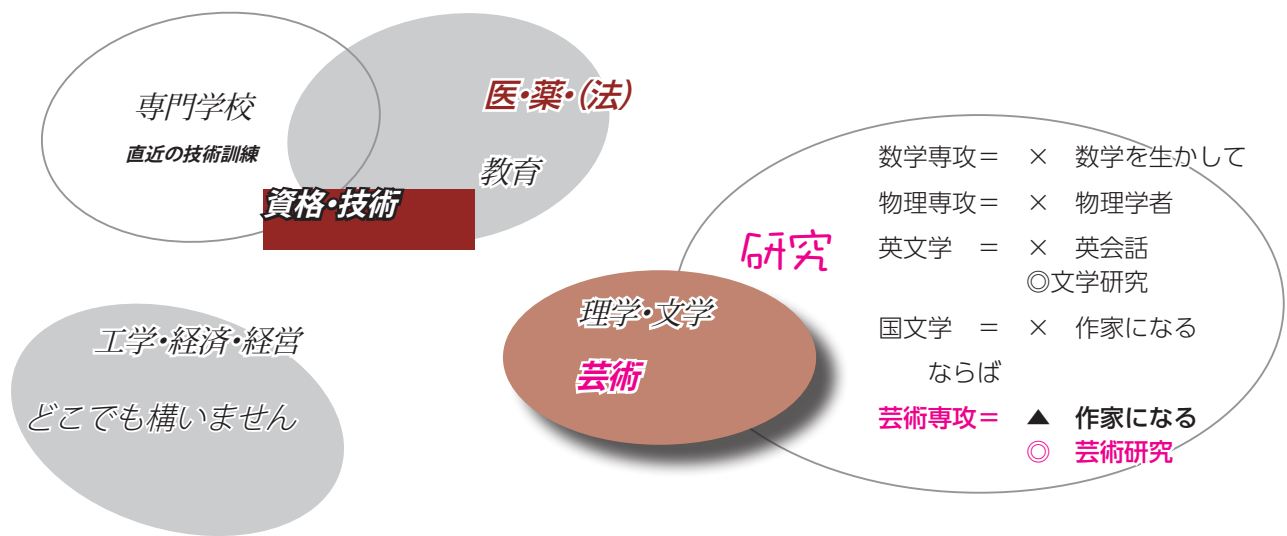 専門学校
直近の技術訓練
医・薬・(法)
教育
資格・技術
工学・経済・経営
どこでも構いません
理学・文学
芸術
研究
数学専攻＝　×　数学を生かして
物理専攻＝　×　物理学者
英文学　＝　×　英会話
◎文学研究
国文学　＝　×　作家になる
ならば
芸術専攻＝　▲　作家になる
◎　芸術研究